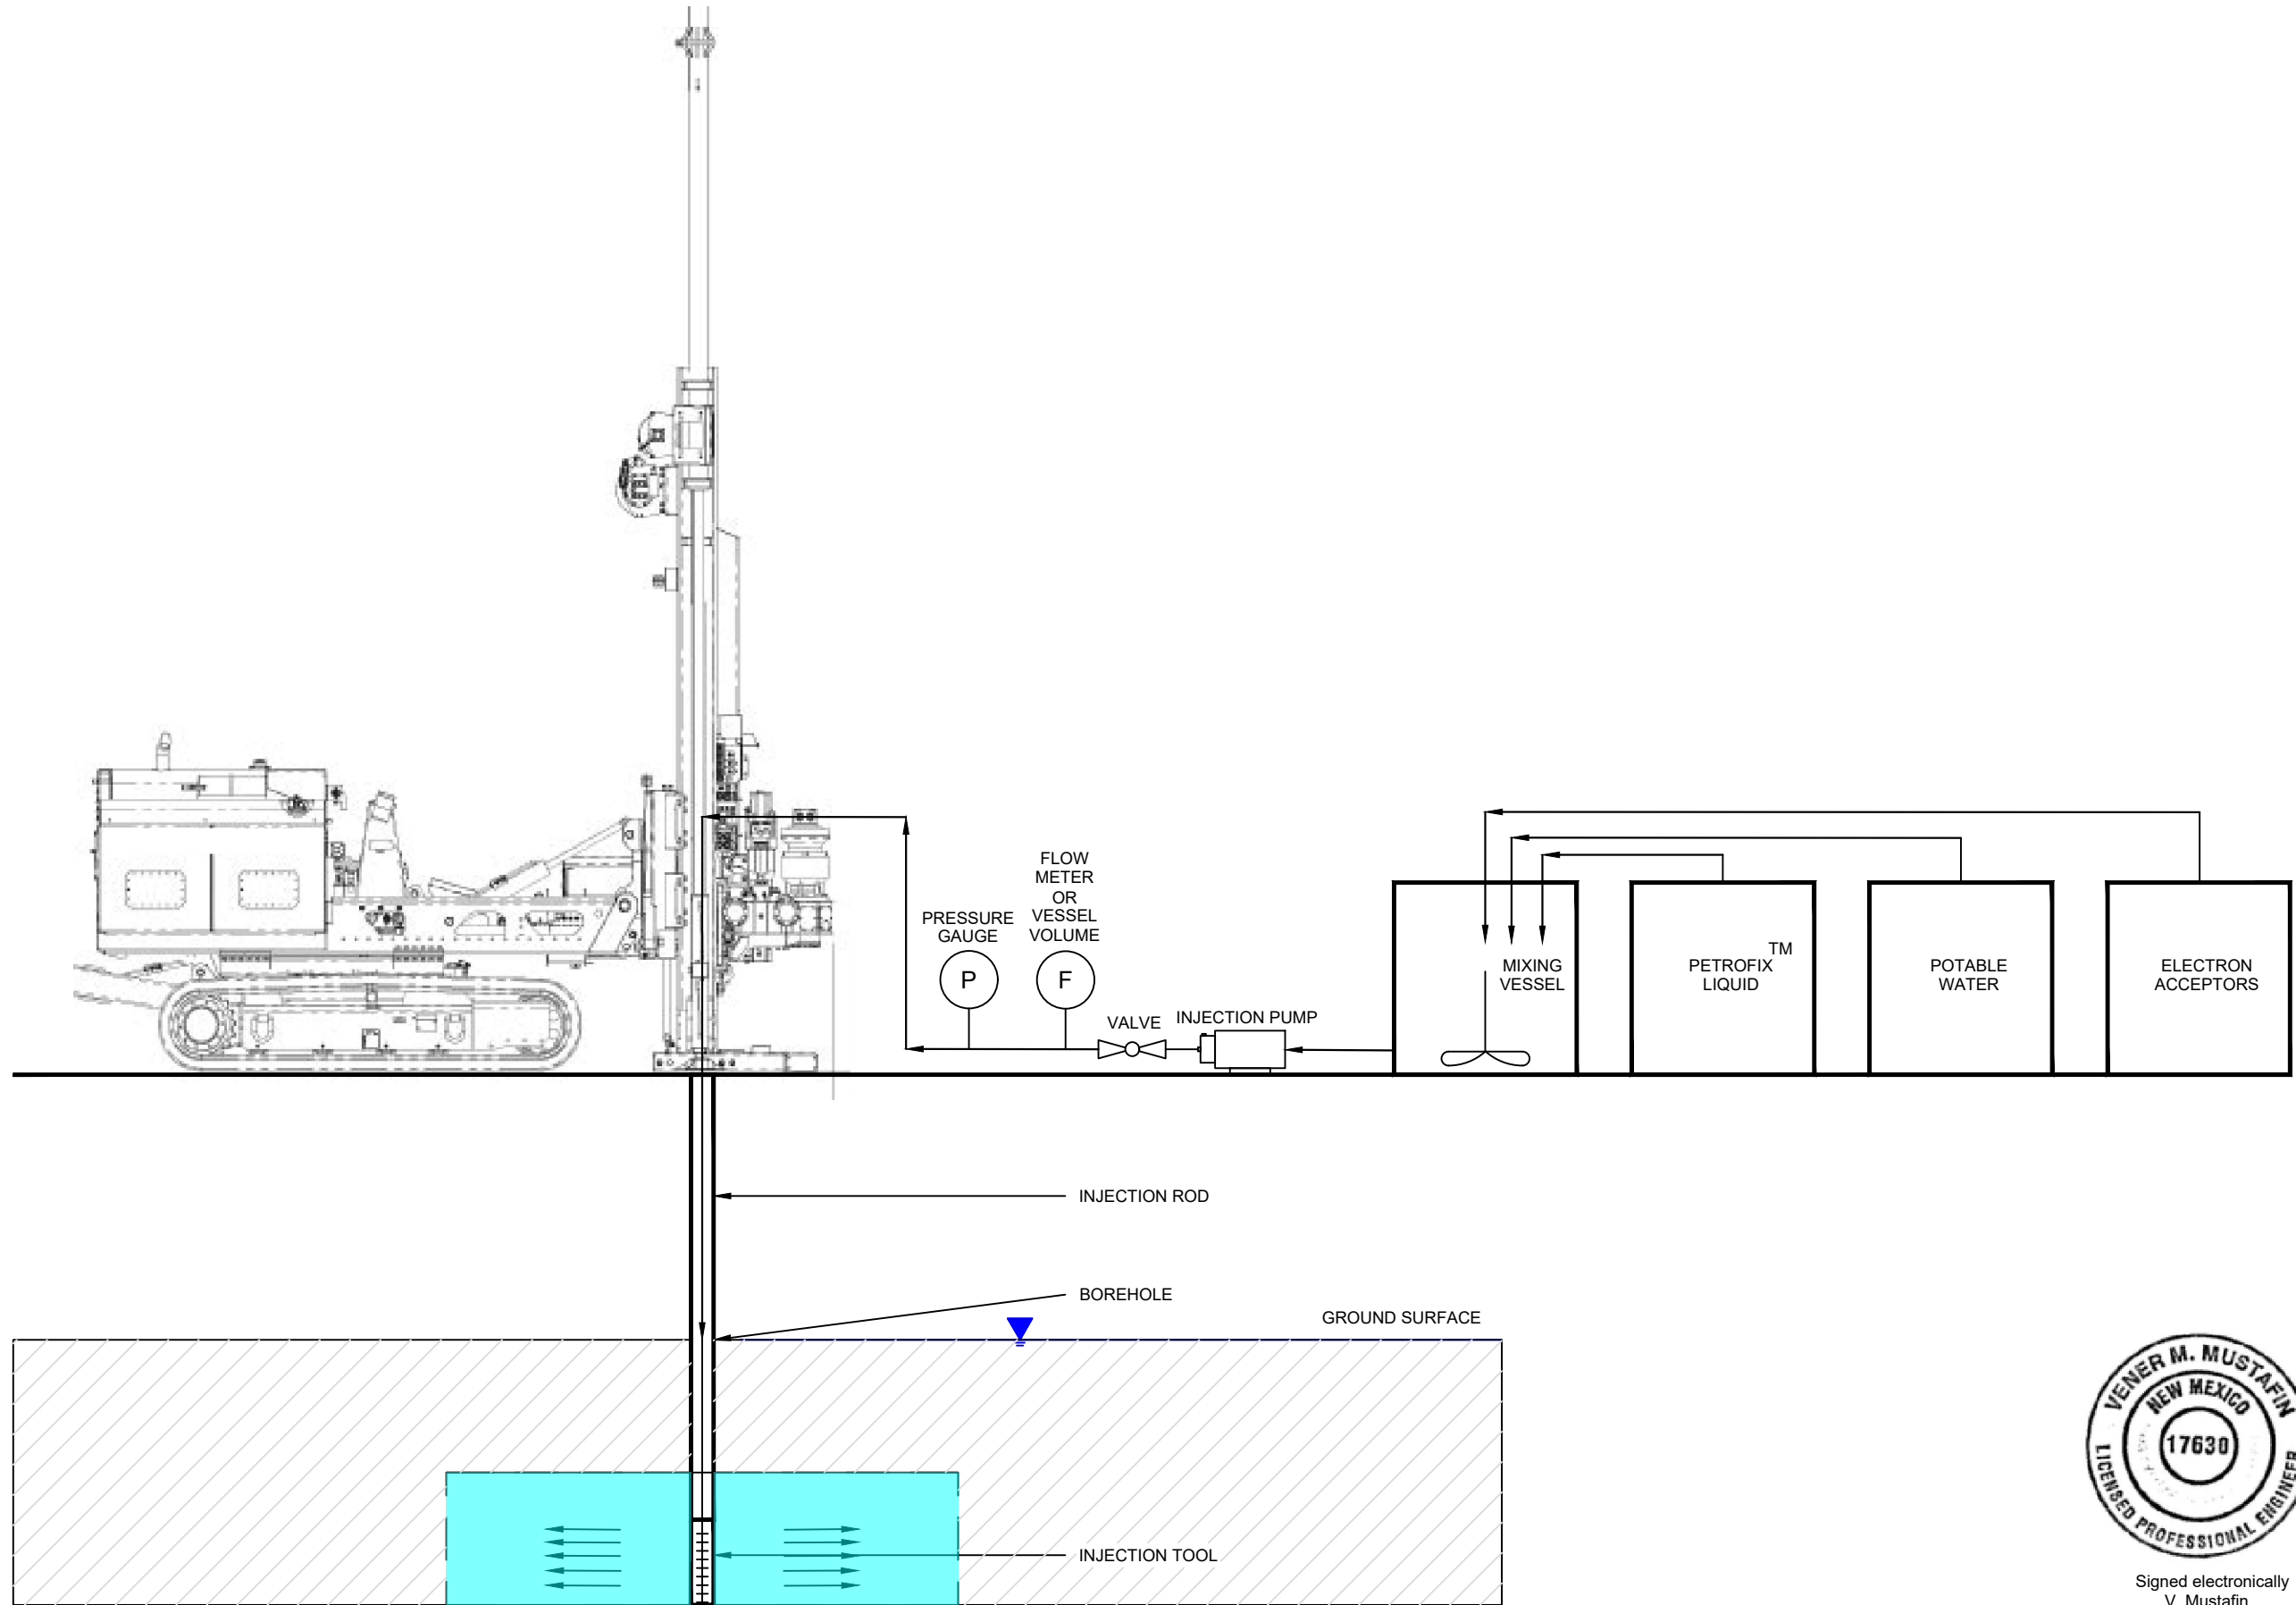 FLOW
METER
OR
VESSEL
VOLUME
PRESSURE
GAUGE
P
F
VALVE
INJECTION PUMP
MIXING
VESSEL
PETROFIX TM
LIQUID
POTABLE
WATER
ELECTRON
ACCEPTORS
INJECTION ROD
BOREHOLE
GROUND SURFACE
INJECTION TOOL
VENER M. MUSTAFIN
NEW MEXICO
17630
LICENSED PROFESSIONAL ENGINEER
Signed electronically
V. Mustafin